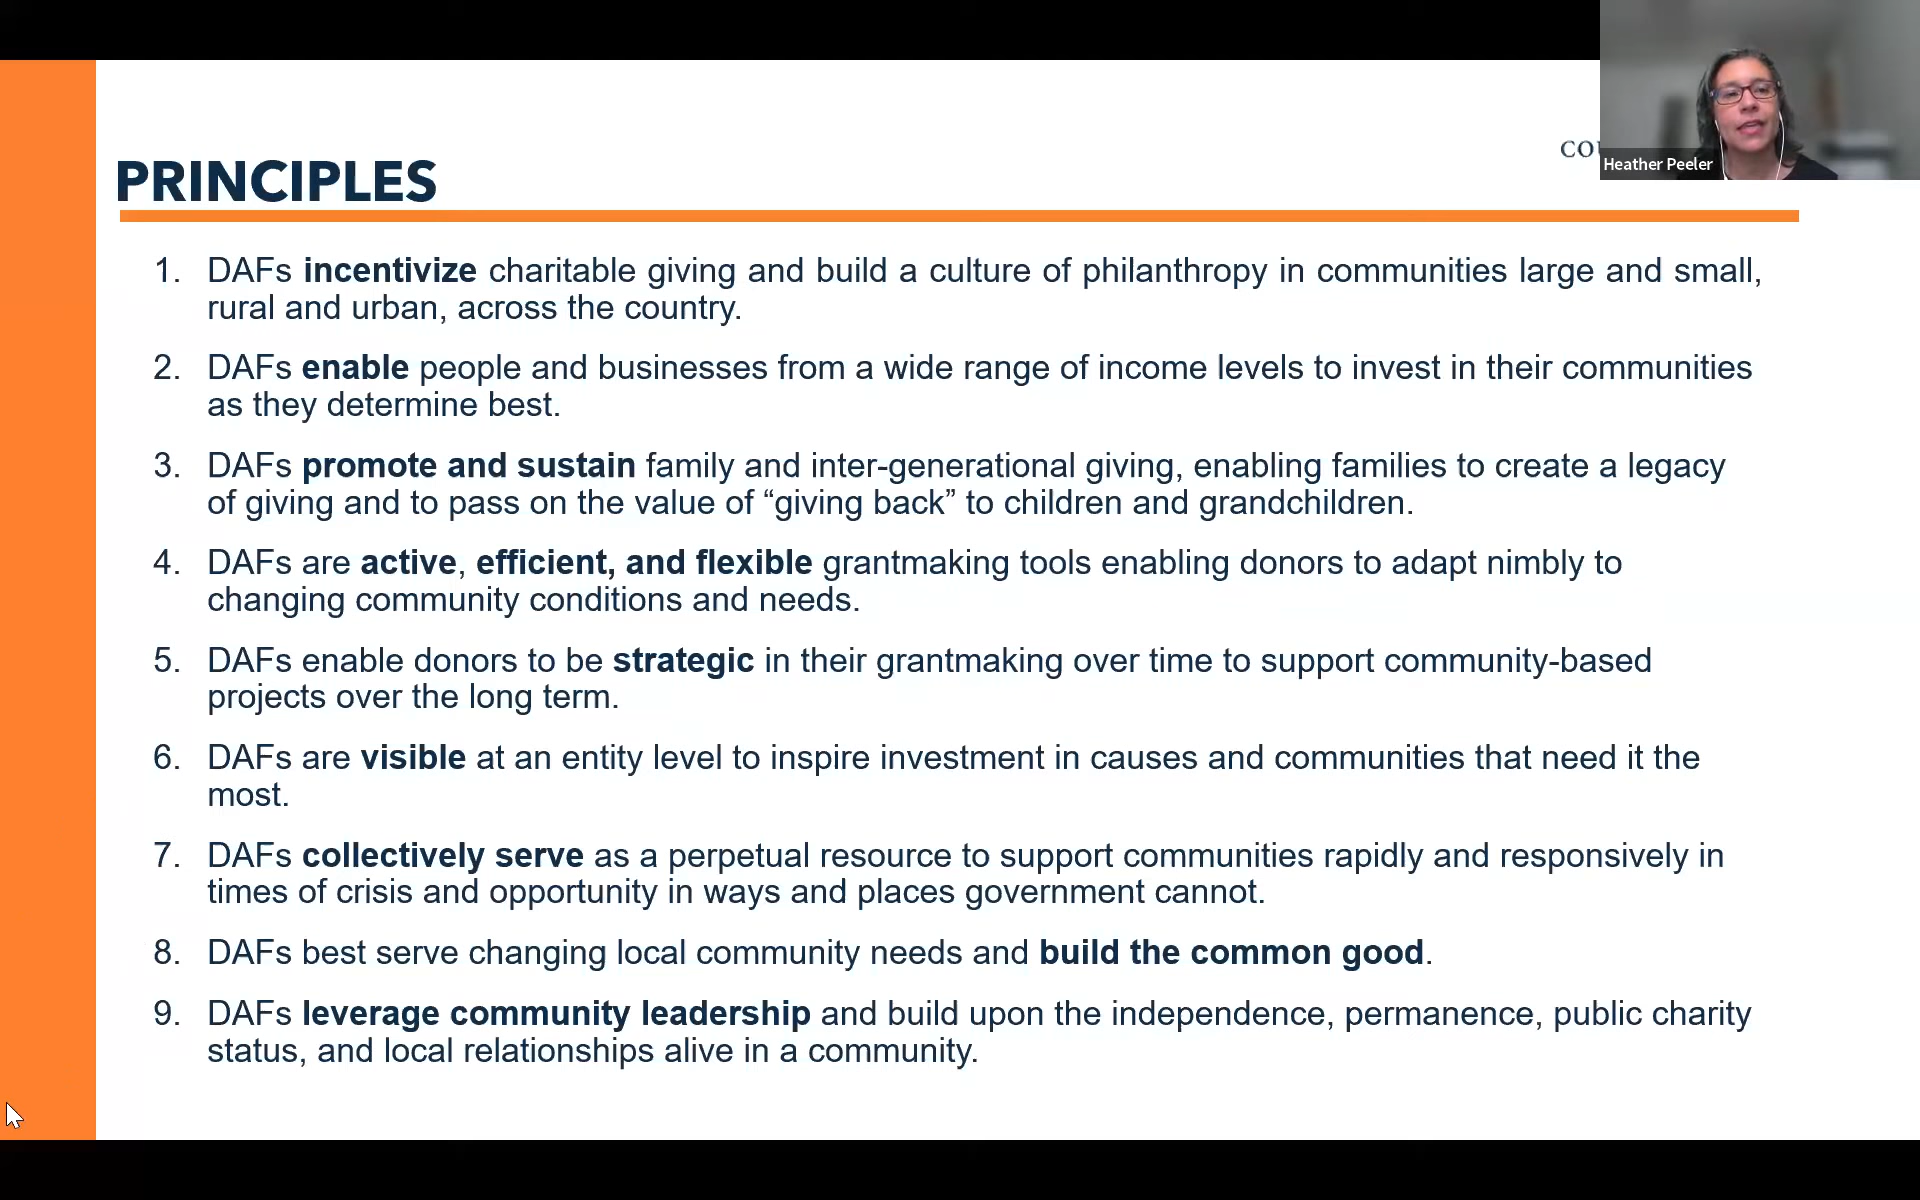 COU
Heather Peeler
PRINCIPLES
1. DAFs incentivize charitable giving and build a culture of philanthropy in communities large and small,
rural and urban, across the country.
2. DAFs enable people and businesses from a wide range of income levels to invest in their communities
as they determine best.
3. DAFs promote and sustain family and inter-generational giving, enabling families to create a legacy
of giving and to pass on the value of “giving back” to children and grandchildren.
4. DAFs are active, efficient, and flexible grantmaking tools enabling donors to adapt nimbly to
changing community conditions and needs.
5. DAFs enable donors to be strategic in their grantmaking over time to support community-based
projects over the long term.
6. DAFs are visible at an entity level to inspire investment in causes and communities that need it the
most.
7. DAFs collectively serve as a perpetual resource to support communities rapidly and responsively in
times of crisis and opportunity in ways and places government cannot.
8. DAFs best serve changing local community needs and build the common good.
9. DAFs leverage community leadership and build upon the independence, permanence, public charity
status, and local relationships alive in a community.